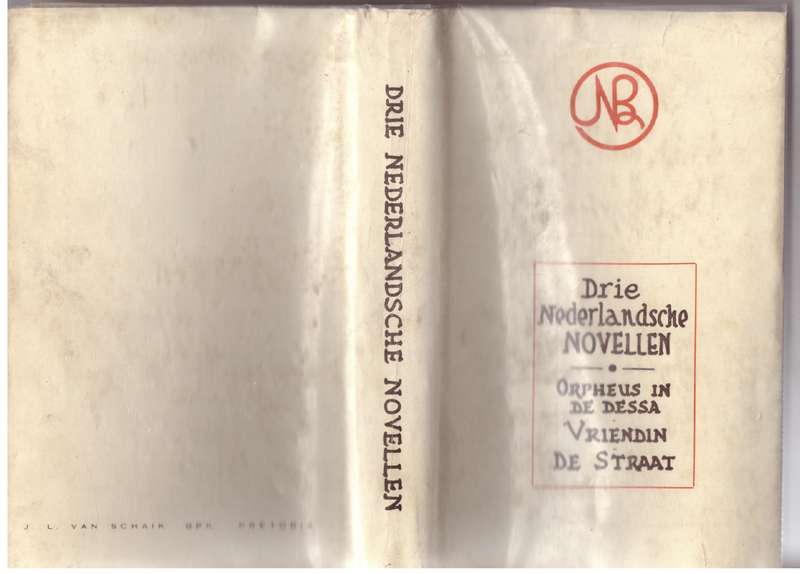 J. L. VAN SCHAIK BPK. PRETORIA
DRIE NEDERLANDSCHE NOVELLEN
NB
Drie
Nederlandsche
NOVELLEN
ORPHEUS IN
DE DESSA
VRIENDIN
DE STRAAT